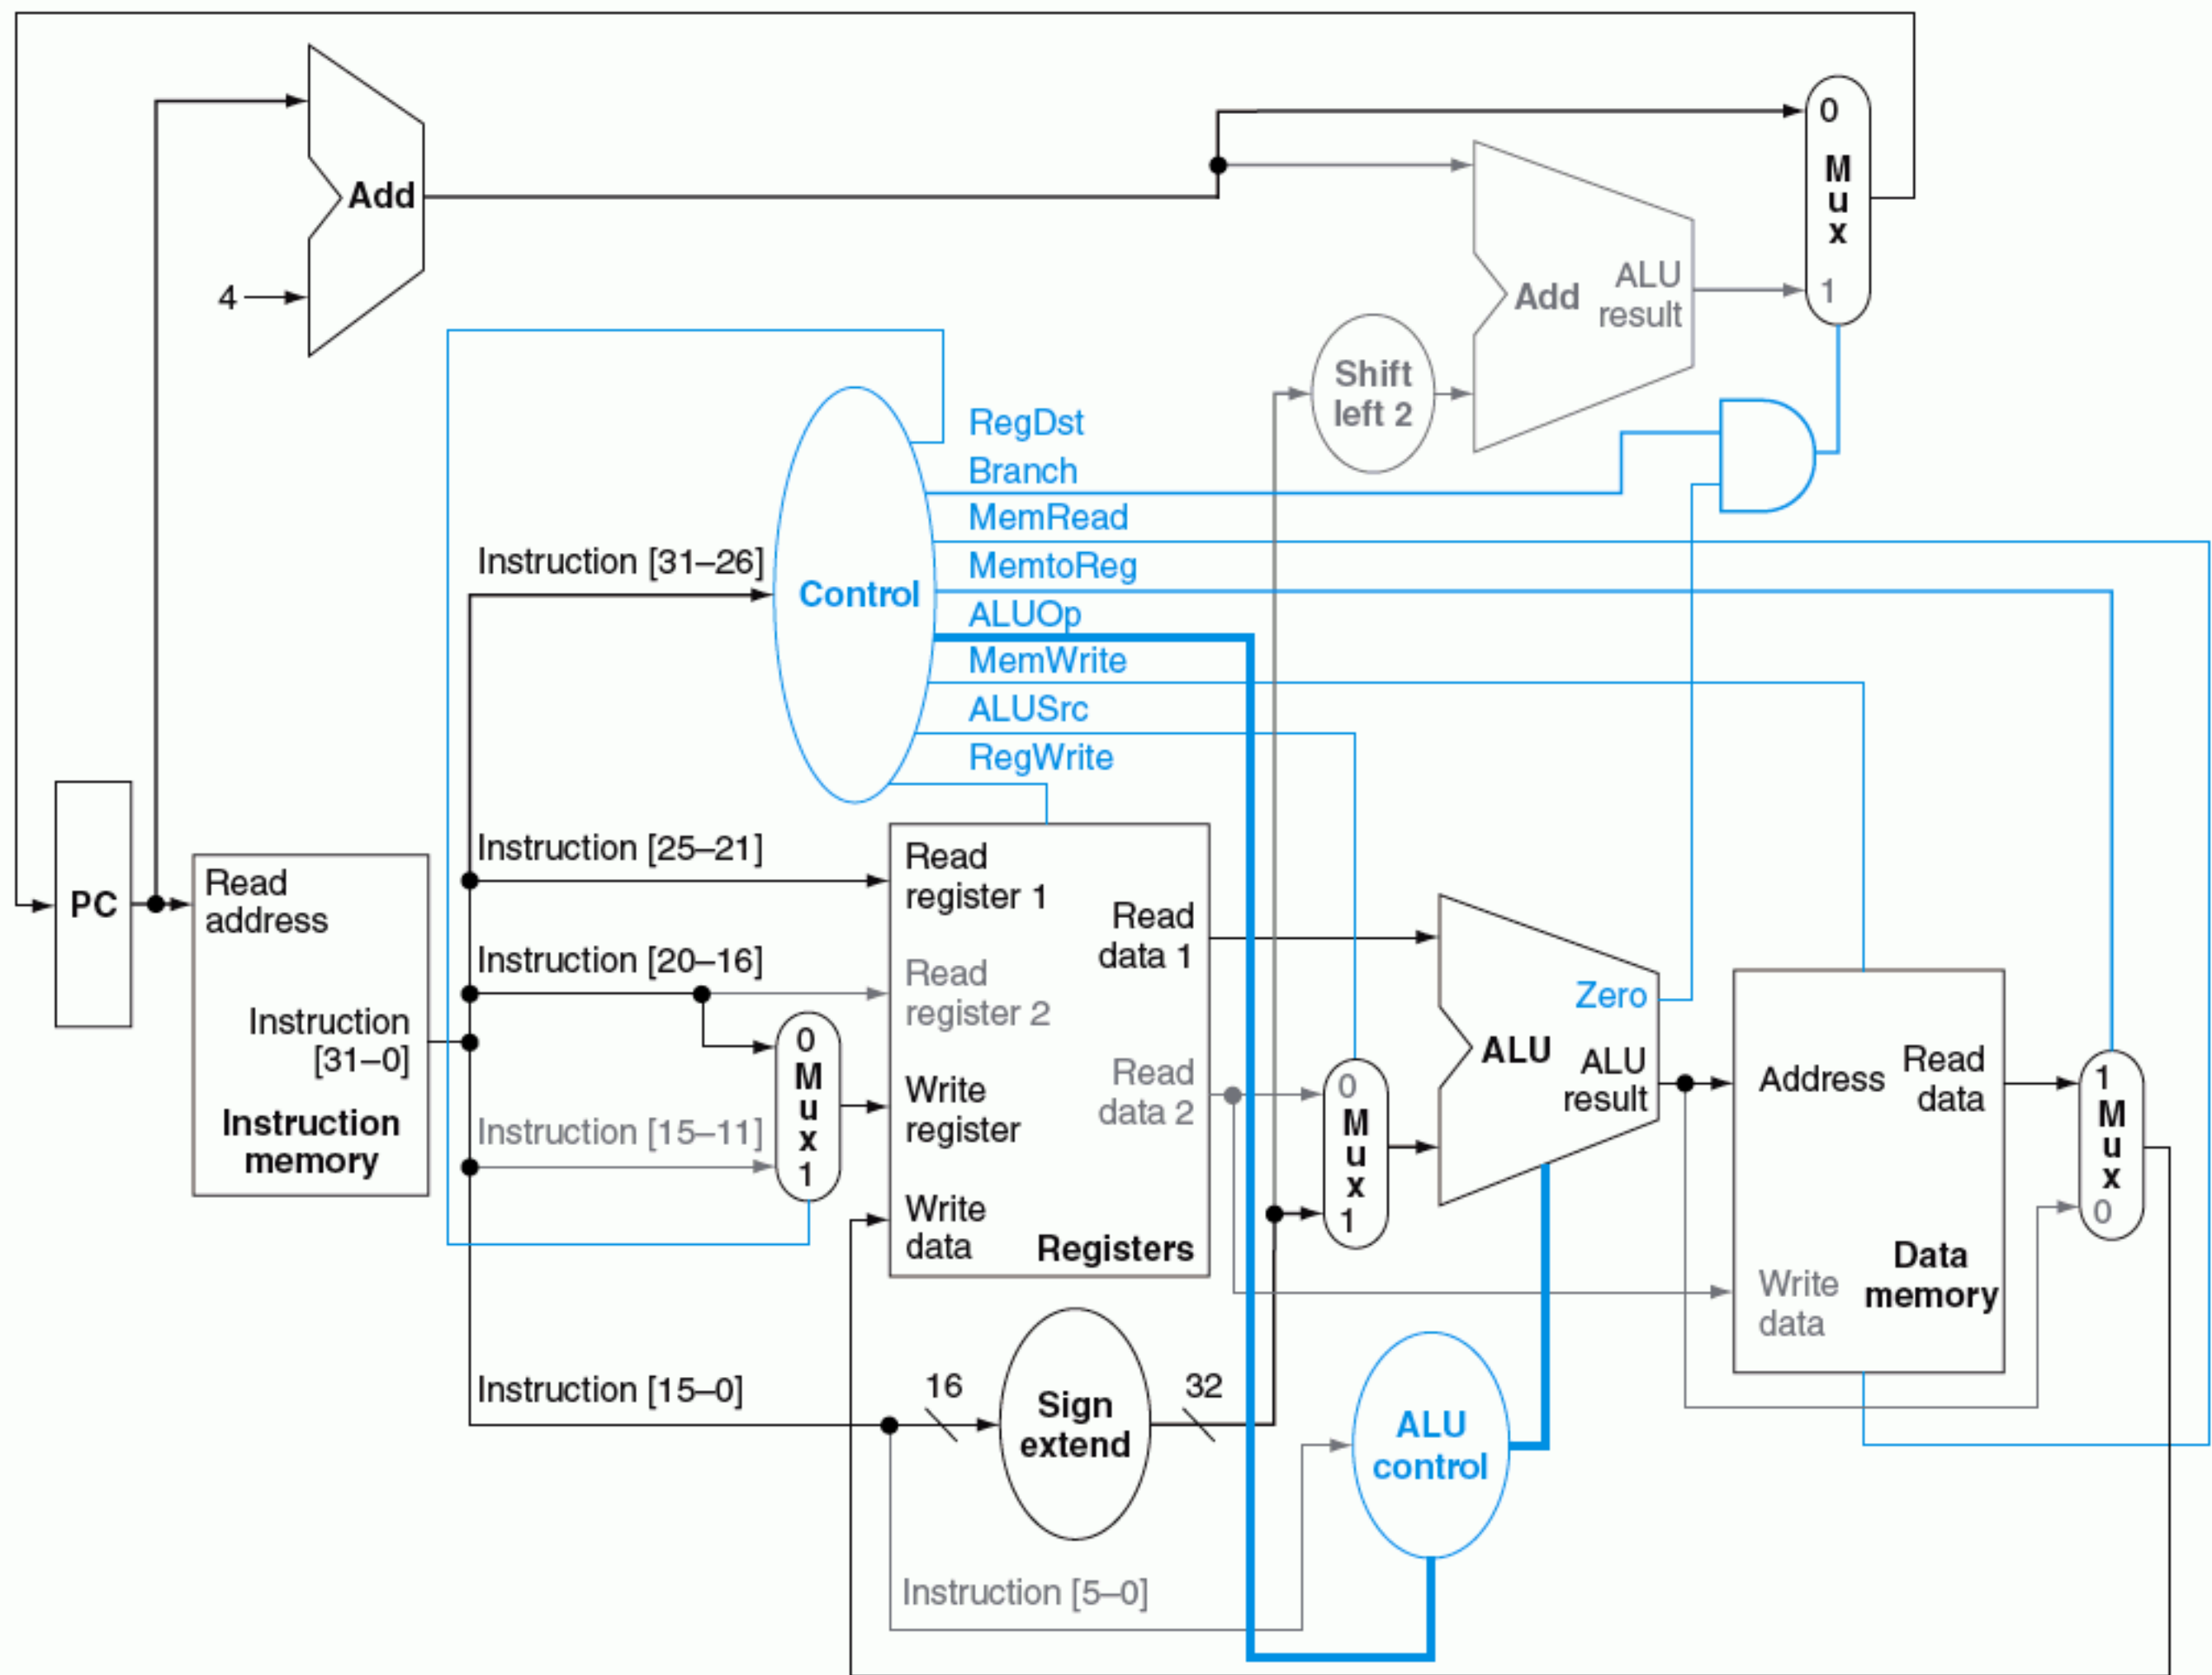 0
M
u
x
1
Add
4
Add
ALU
result
Shift
left 2
RegDst
Branch
MemRead
MemtoReg
ALUOp
MemWrite
ALUSrc
RegWrite
Control
Instruction [31–26]
Instruction [25–21]
Instruction [20–16]
Instruction [15–11]
Instruction [15–0]
Instruction [5–0]
PC
Read
address
Instruction
[31–0]
Instruction
memory
0
M
u
x
1
Read
register 1
Read
register 2
Write
register
Write
data
Read
data 1
Read
data 2
Registers
0
M
u
x
1
Zero
ALU
ALU
result
Address
Read
data
Write
data
Data
memory
1
M
u
x
0
16
Sign
extend
32
ALU
control